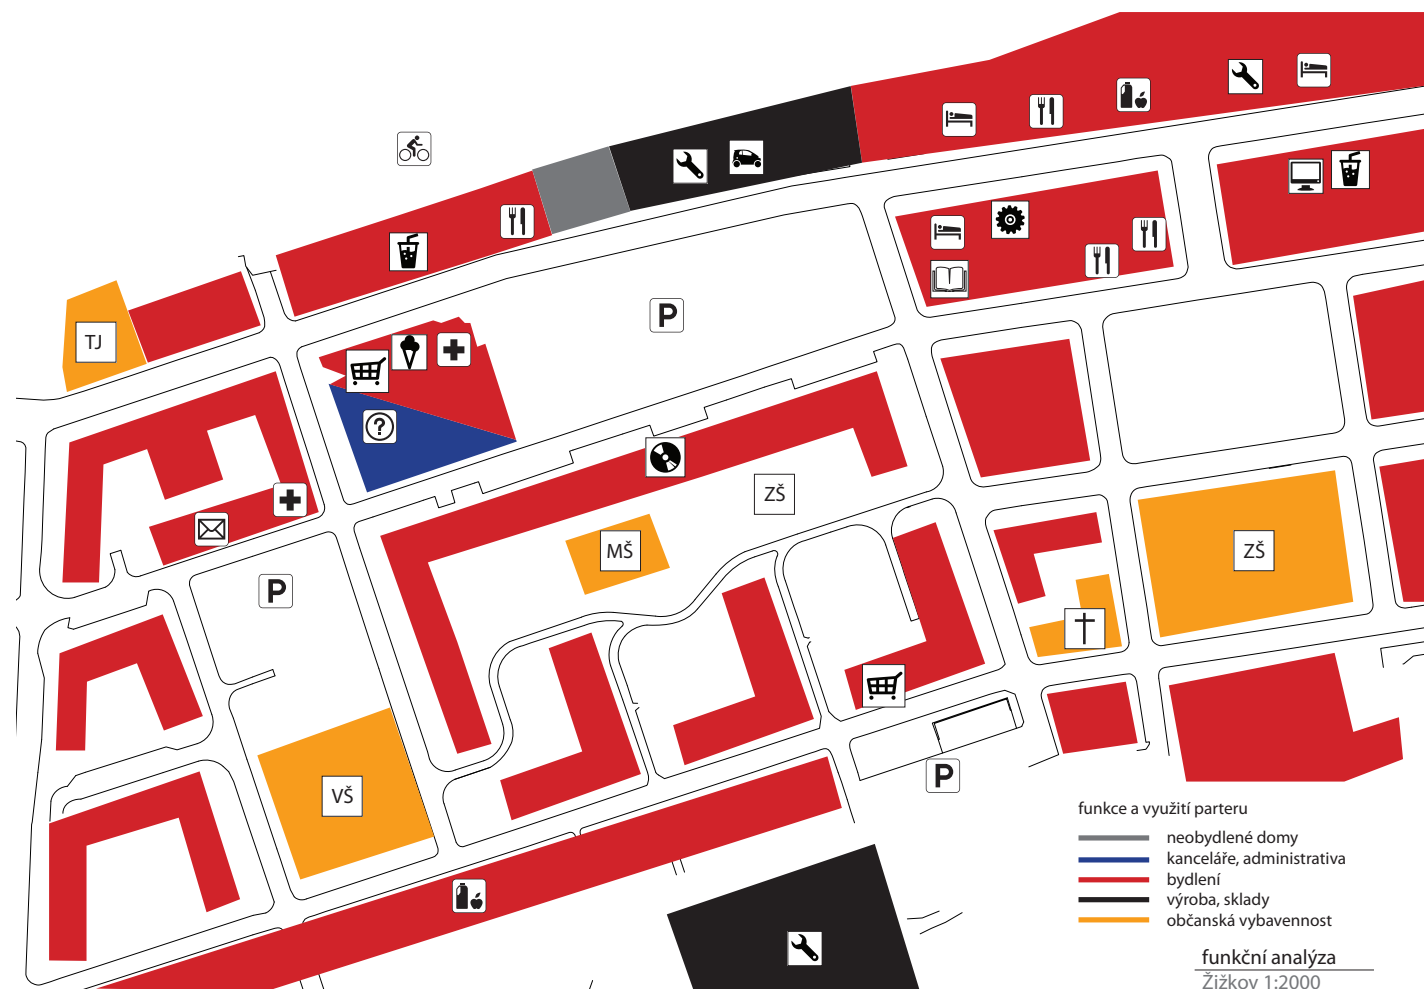 P
TJ
ZŠ
MŠ
ZŠ
P
VŠ
P
funkce a využití parteru
neobydlené domy
kanceláře, administrativa
bydlení
výroba, sklady
občanská vybavennost
funkční analýza
Žižkov 1:2000